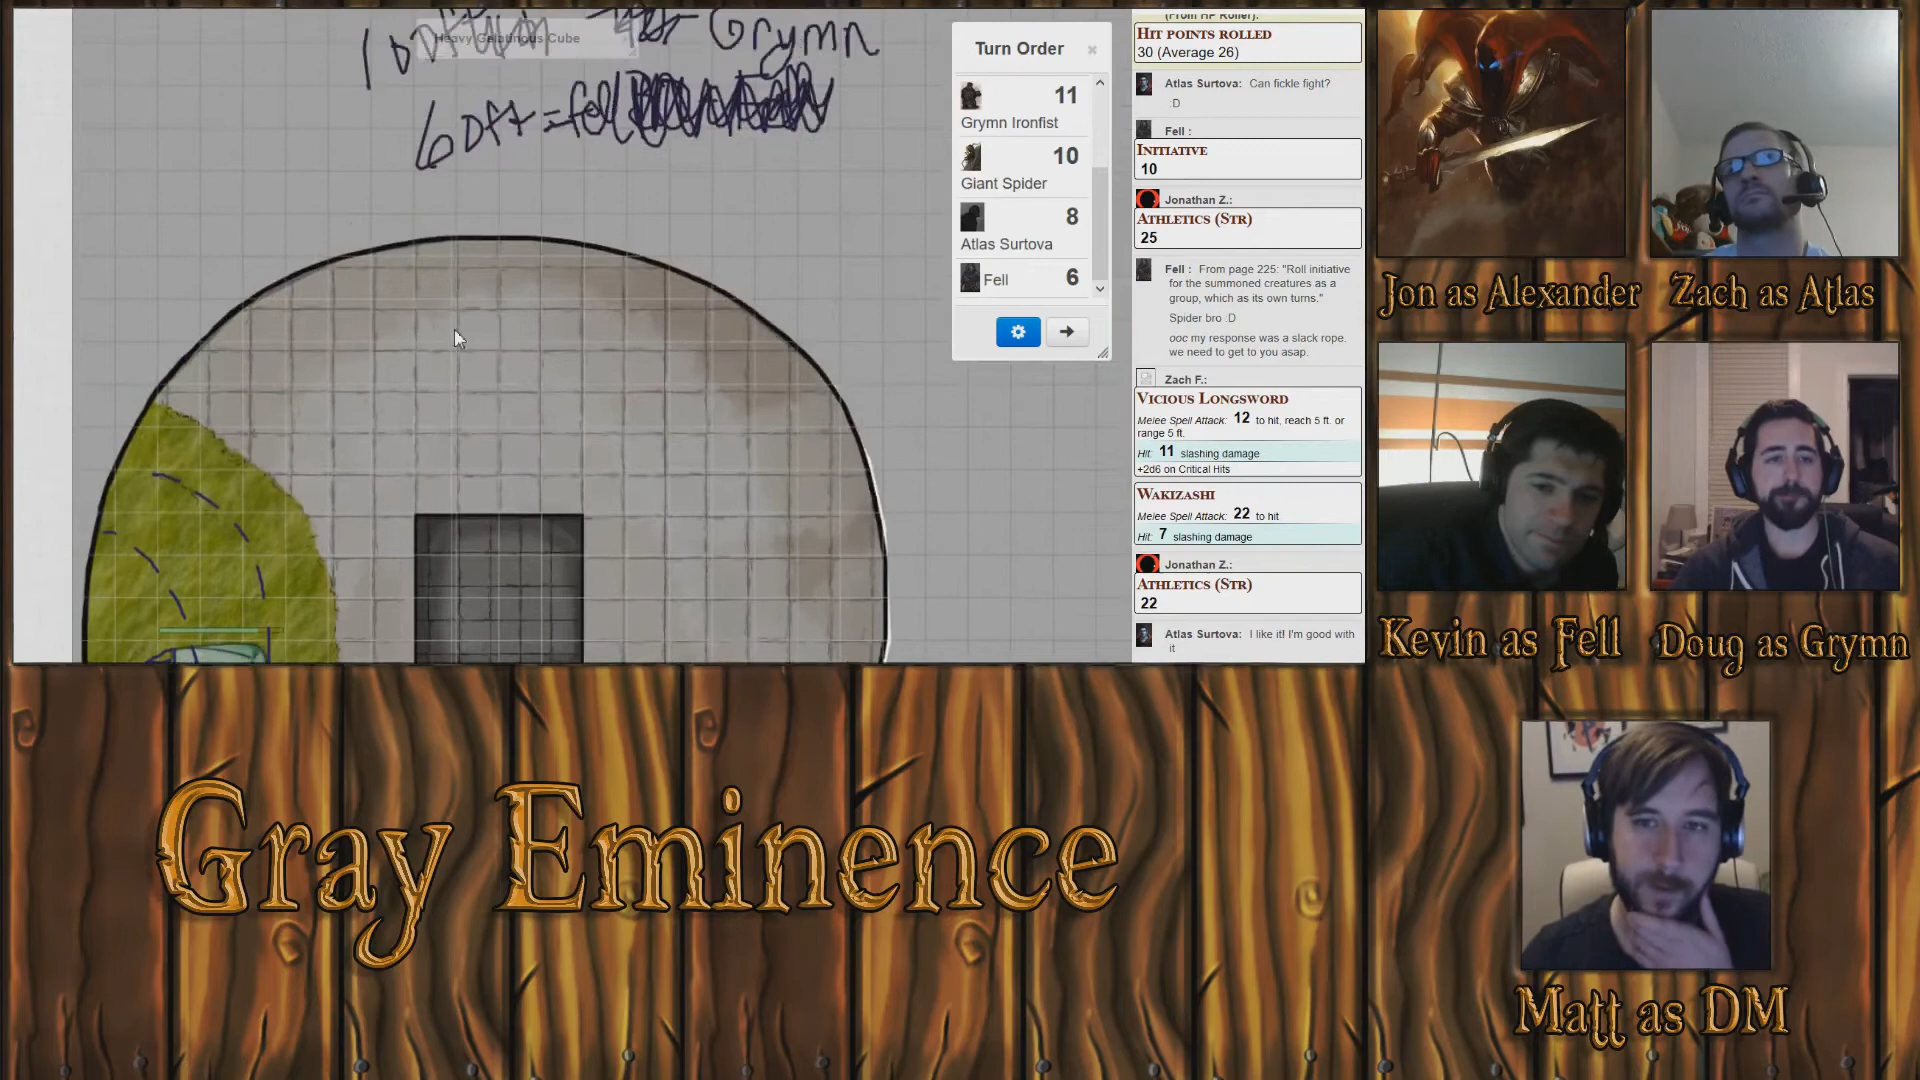 Heavy Gelatinous Cube
Grymn
60ft = fell
Turn Order
×
11
Grymn Ironfist
10
Giant Spider
8
Atlas Surtova
Fell
6
(From HP Roller):
HIT POINTS ROLLED
30 (Average 26)
Atlas Surtova: Can fickle fight?
:D
Fell :
INITIATIVE
10
Jonathan Z.:
ATHLETICS (STR)
25
Fell : From page 225: "Roll initiative
for the summoned creatures as a
group, which as its own turns."
Spider bro :D
ooc my response was a slack rope.
we need to get to you asap.
Zach F.:
VICIOUS LONGSWORD
Melee Spell Attack: 12 to hit, reach 5 ft. or
range 5 ft.
Hit: 11 slashing damage
+2d6 on Critical Hits
WAKIZASHI
Melee Spell Attack: 22 to hit
Hit: 7 slashing damage
Jonathan Z.:
ATHLETICS (STR)
22
Atlas Surtova: I like it! I'm good with
it
Jon as Alexander
Zach as Atlas
Kevin as Fell
Doug as Grymn
Gray Eminence
Matt as DM